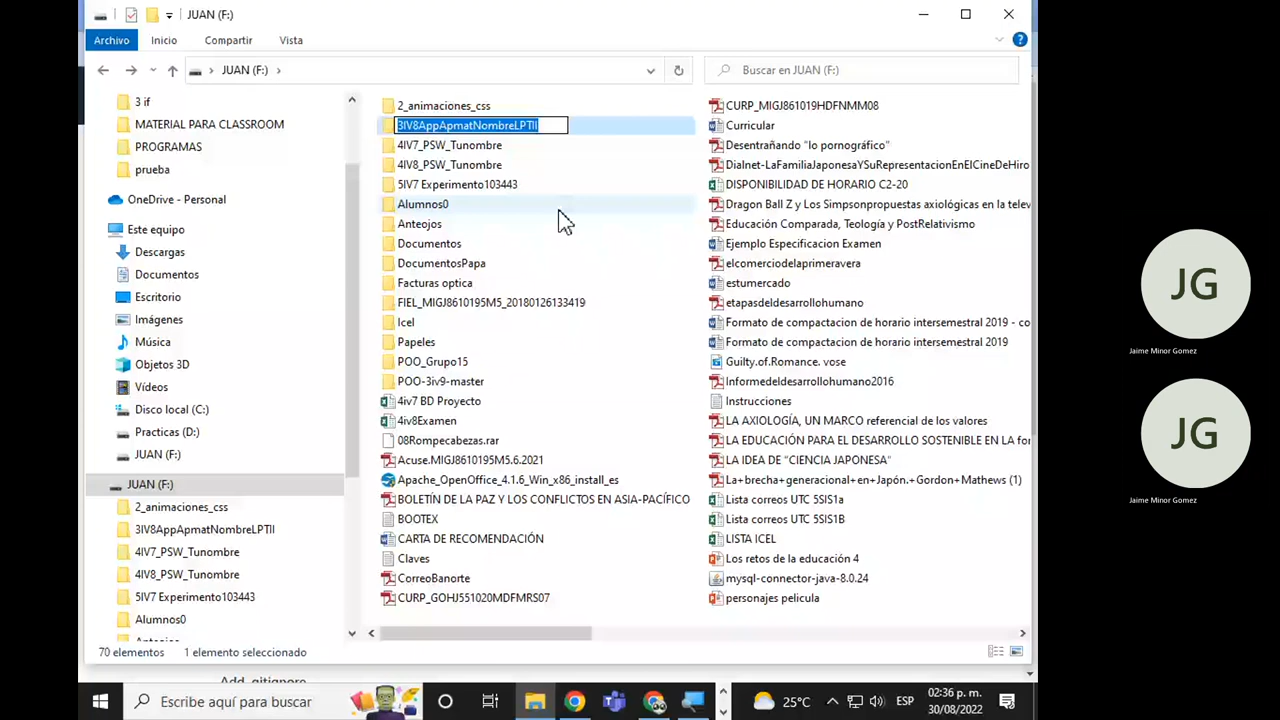 JUAN (F:)
Archivo
Inicio
Compartir
Vista
JUAN (F:)
Buscar en JUAN (F:)
3 if
MATERIAL PARA CLASSROOM
PROGRAMAS
prueba
OneDrive - Personal
Este equipo
Descargas
Documentos
Escritorio
Imágenes
Música
Objetos 3D
Vídeos
Disco local (C:)
Practicas (D:)
JUAN (F:)
JUAN (F:)
2_animaciones_css
3IV8AppApmatNombreLPTII
4IV7_PSW_Tunombre
4IV8_PSW_Tunombre
5IV7 Experimento103443
Alumnos0
2_animaciones_css
3IV8AppApmatNombreLPTII
4IV7_PSW_Tunombre
4IV8_PSW_Tunombre
5IV7 Experimento103443
Alumnos0
Anteojos
Documentos
DocumentosPapa
Facturas optica
FIEL_MIGJ8610195M5_20180126133419
Icel
Papeles
POO_Grupo15
POO-3iv9-master
4iv7 BD Proyecto
4iv8Examen
08Rompecabezas.rar
Acuse.MIGJ8610195M5.6.2021
Apache_OpenOffice_4.1.6_Win_x86_install_es
BOLETÍN DE LA PAZ Y LOS CONFLICTOS EN ASIA-PACÍFICO
BOOTEX
CARTA DE RECOMENDACIÓN
Claves
CorreoBanorte
CURP_GOHJ551020MDFMRS07
CURP_MIGJ861019HDFNMM08
Curricular
Desentrañando "lo pornográfico"
Dialnet-LaFamiliaJaponesaYSuRepresentacionEnElCineDeHiro
DISPONIBILIDAD DE HORARIO C2-20
Dragon Ball Z y Los Simpsonpropuestas axiológicas en la telev
Educación Comparada, Teología y PostRelativismo
Ejemplo Especificacion Examen
elcomerciodelaprimeravera
estumercado
etapasdeldesarrollohumano
Formato de compactacion de horario intersemestral 2019 - co
Formato de compactacion de horario intersemestral 2019
Guilty.of.Romance. vose
Informedeldesarrollohumano2016
Instrucciones
LA AXIOLOGÍA, UN MARCO referencial de los valores
LA EDUCACIÓN PARA EL DESARROLLO SOSTENIBLE EN LA for
LA IDEA DE "CIENCIA JAPONESA"
La+brecha+generacional+en+Japón.+Gordon+Mathews (1)
Lista correos UTC 5SIS1a
Lista correos UTC 5SIS1B
LISTA ICEL
Los retos de la educación 4
mysql-connector-java-8.0.24
personajes pelicula
70 elementos
1 elemento seleccionado
Add .gitignore
Escribe aquí para buscar
25°C
ESP
02:36 p. m.
30/08/2022
JG
Jaime Minor Gomez
JG
Jaime Minor Gomez